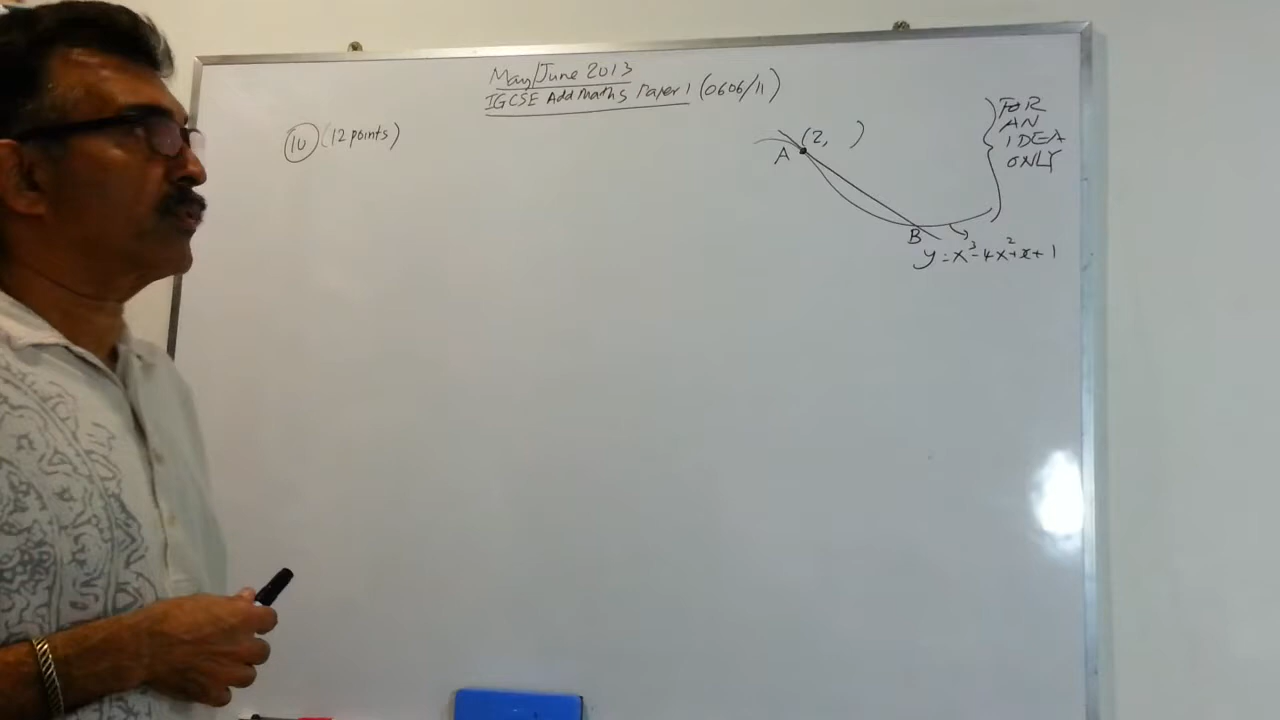 May/June 2013
IGCSE Add Maths Paper 1 (0606/11)
10 (12 points)
A (2, )
B
y = x³-4x²+x+1
FOR
AN
IDEA
ONLY